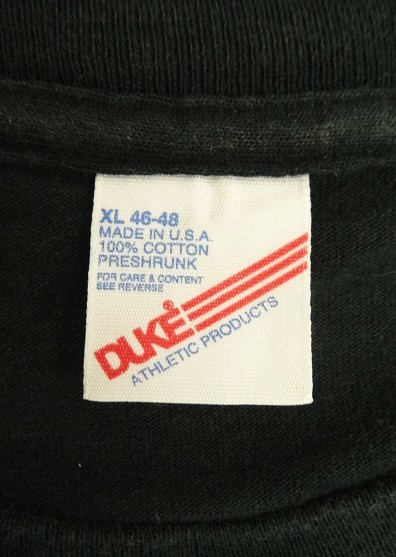 XL 46-48
MADE IN U.S.A.
100% COTTON
PRESHRUNK
FOR CARE & CONTENT
SEE REVERSE
DUKE®
ATHLETIC PRODUCTS